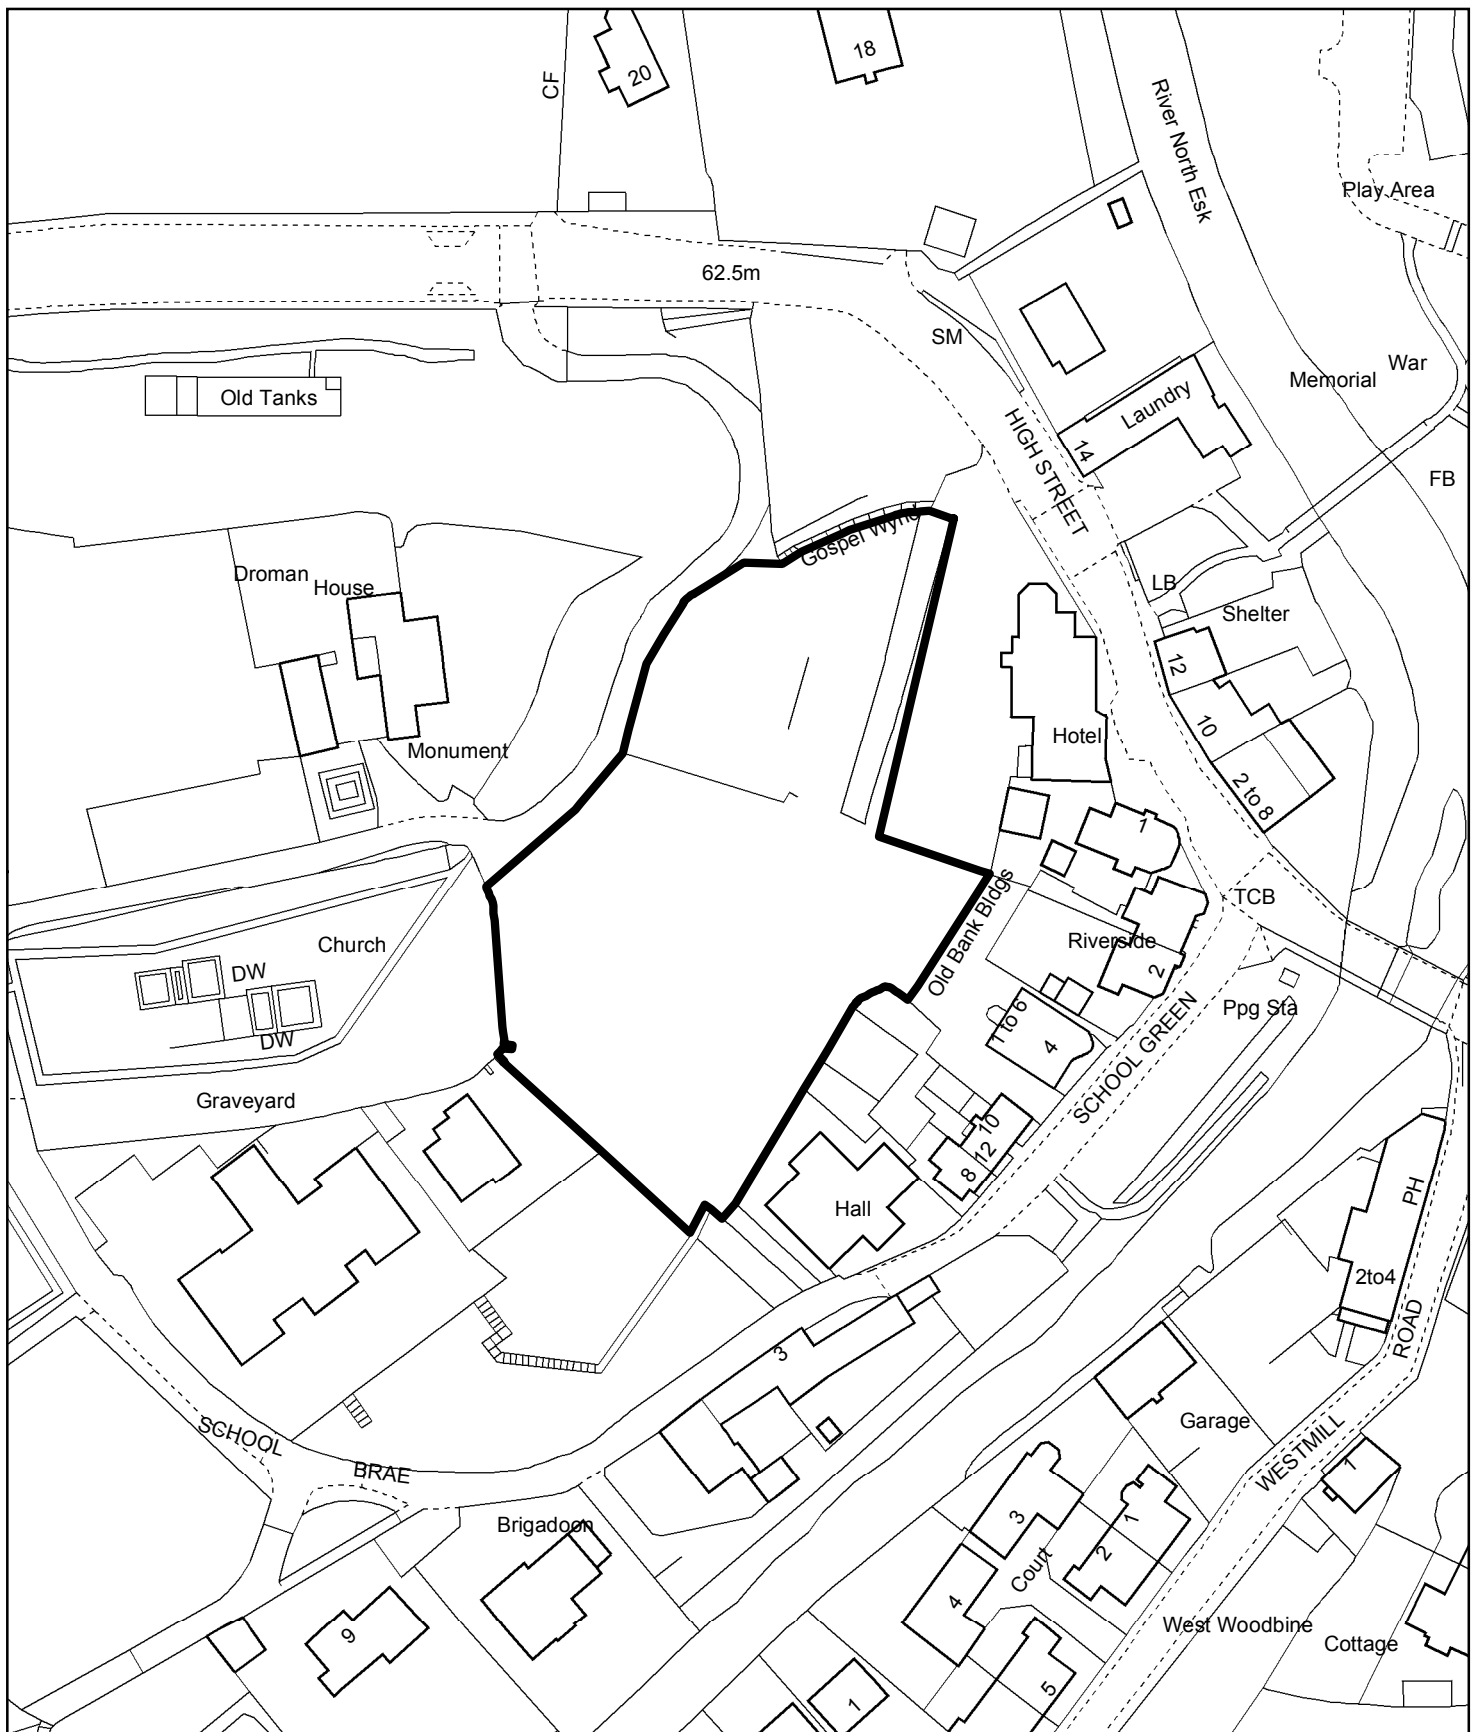 20
18
CF
River North Esk
Play Area
62.5m
SM
War
Memorial
Old Tanks
Laundry
14
HIGH STREET
FB
Gospel Wynd
Droman
House
LB
Shelter
12
10
Hotel
Monument
2 to 8
1
Old Bank Bldgs
TCB
Church
Riverside
DW
2
DW
Ppg Sta
1 to 6
4
SCHOOL GREEN
Graveyard
10
12
8
PH
Hall
2to4
ROAD
3
Garage
SCHOOL
BRAE
WESTMILL
1
Brigadoon
3
1
2
Court
4
9
West Woodbine
Cottage
5
1